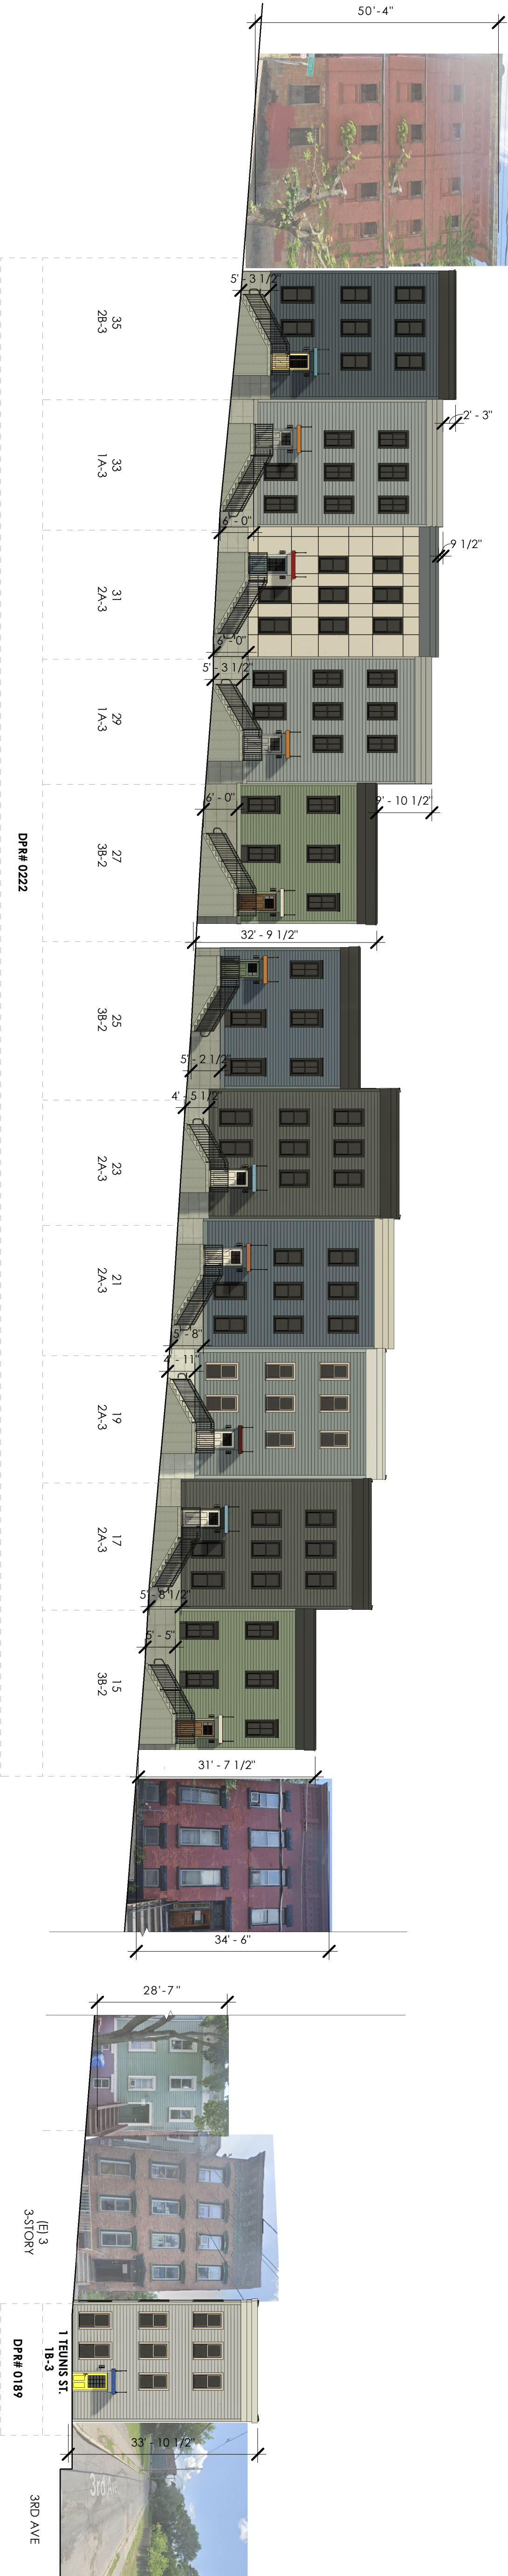 50'-4"
5' - 3 1/2"
35
2B-3
2' - 3"
33
1A-3
6' - 0"
9 1/2"
31
2A-3
6' - 0"
5' - 3 1/2"
29
1A-3
6' - 0"
9' - 10 1/2"
27
3B-2
DPR# 0222
32' - 9 1/2"
25
3B-2
5' - 2 1/2"
4' - 5 1/2"
23
2A-3
21
2A-3
5' - 8"
4' - 11"
19
2A-3
17
2A-3
5' - 8 1/2"
5' - 5"
15
3B-2
31' - 7 1/2"
34' - 6"
28'-7"
(E) 3
3-STORY
1 TEUNIS ST.
1B-3
DPR# 0189
33' - 10 1/2"
3rd Ave
3RD AVE